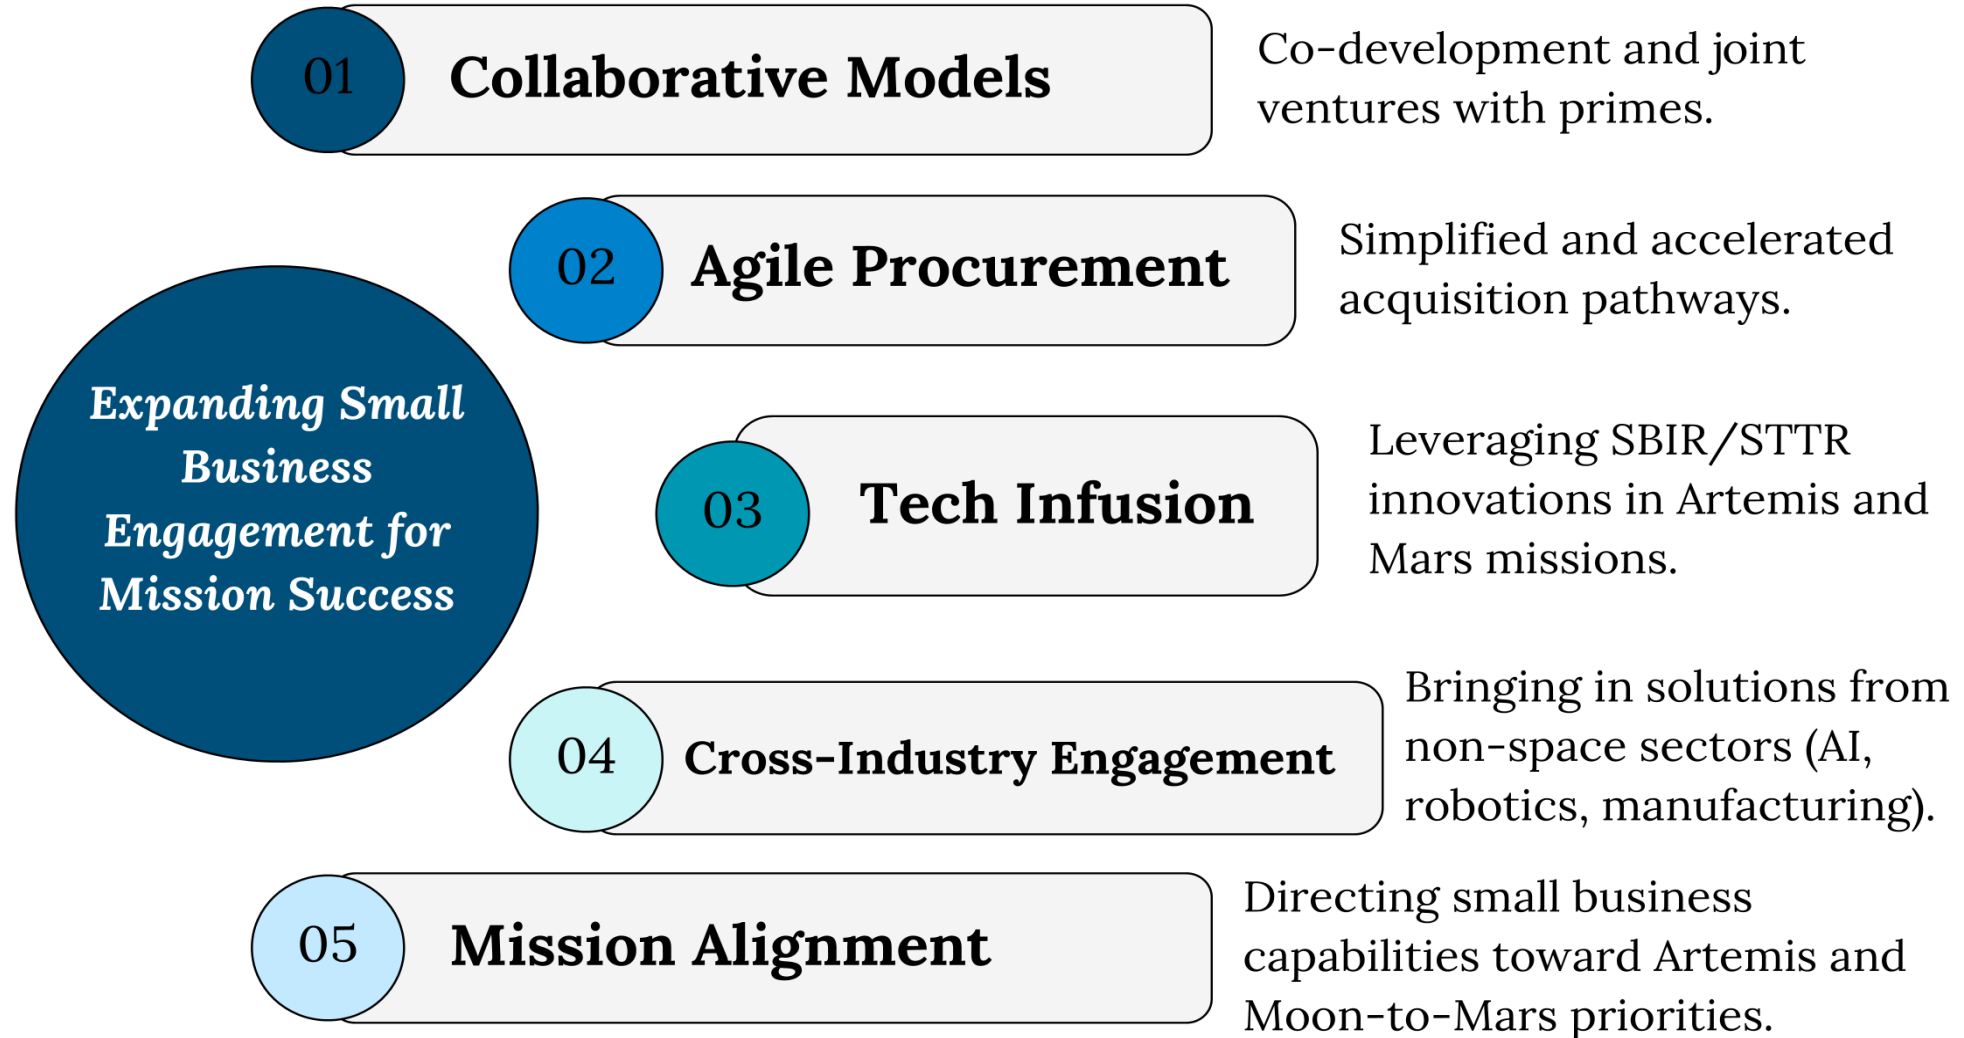 01
Collaborative Models
Co-development and joint
ventures with primes.
02
Agile Procurement
Simplified and accelerated
acquisition pathways.
Expanding Small
Business
Engagement for
Mission Success
03
Tech Infusion
Leveraging SBIR/STTR
innovations in Artemis and
Mars missions.
04
Cross-Industry Engagement
Bringing in solutions from
non-space sectors (AI,
robotics, manufacturing).
05
Mission Alignment
Directing small business
capabilities toward Artemis and
Moon-to-Mars priorities.